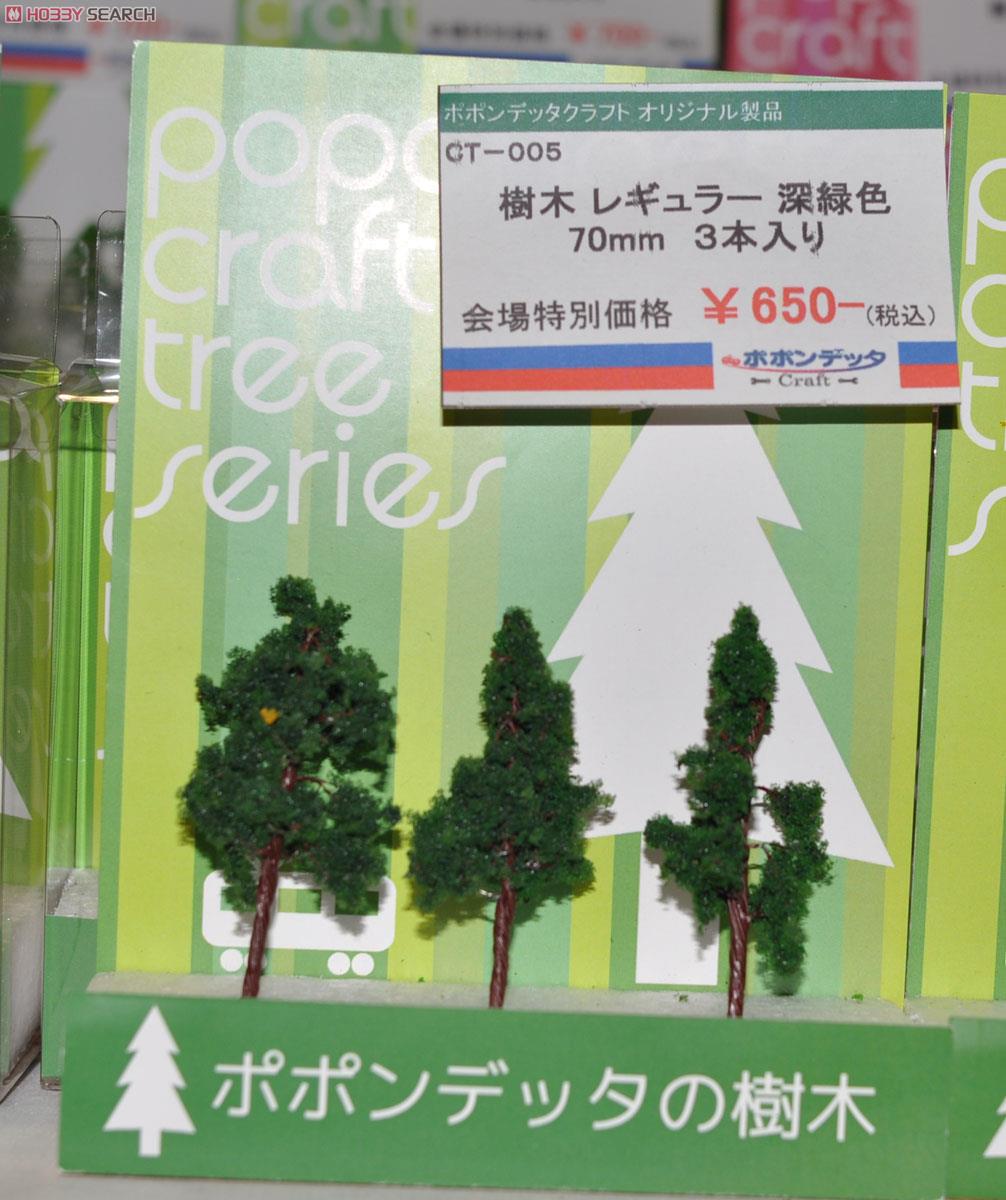 HOBBY SEARCH
craft
craft
popo
craft
tree
series
ポポンデッタクラフト オリジナル製品
CT-005
樹木 レギュラー 深緑色
70mm 3本入り
会場特別価格 ¥650-(税込)
ポポンデッタ
Craft
ポポンデッタの樹木